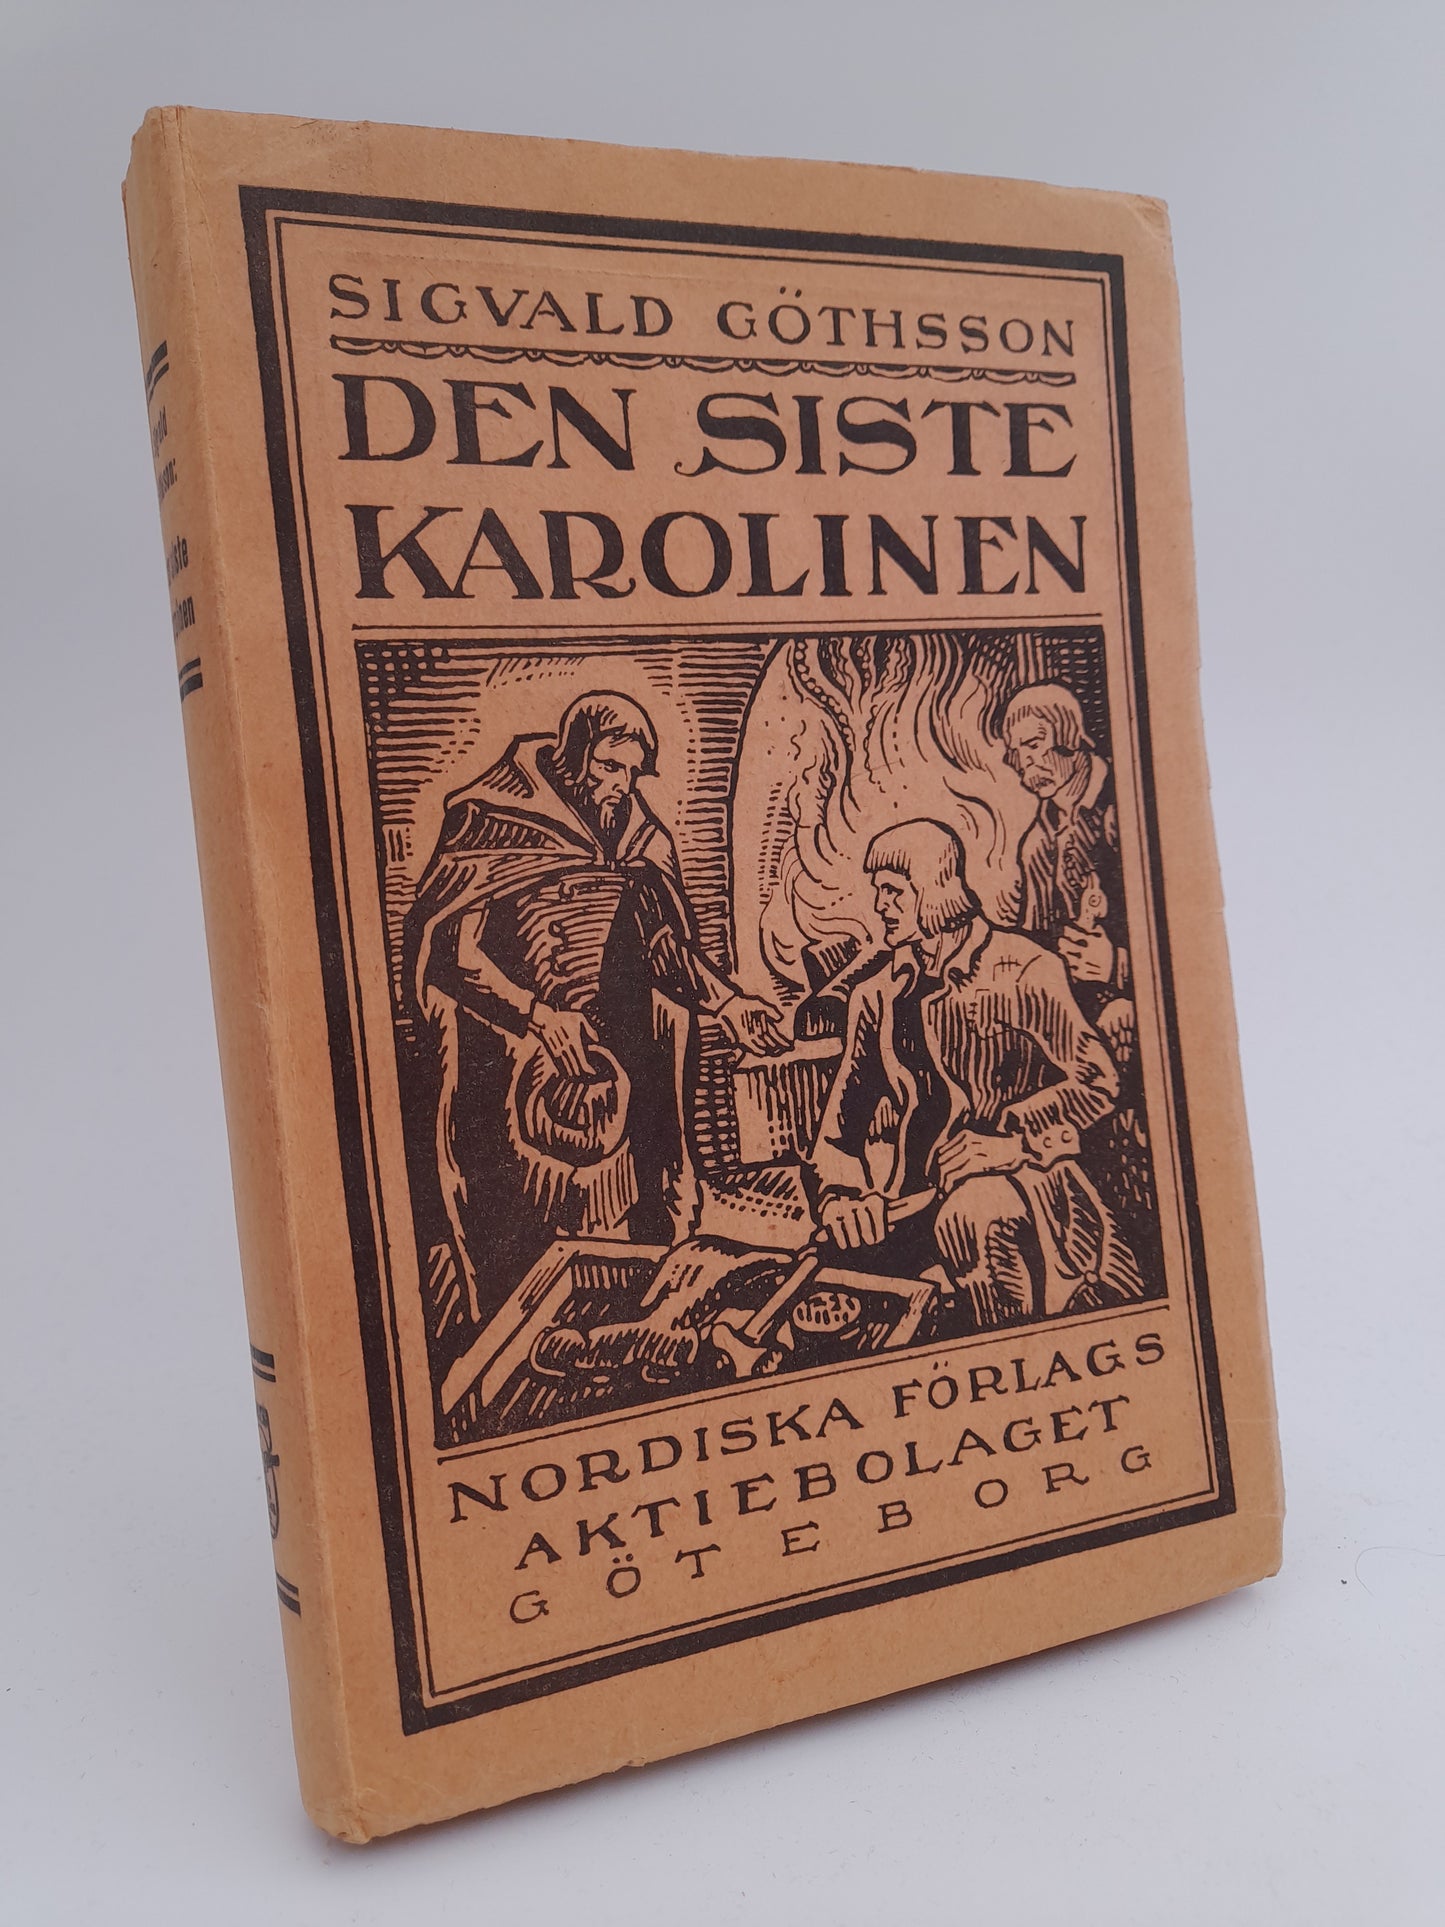 SIGVALD GÖTHSSON
DEN SISTE
KAROLINEN
NORDISKA FÖRLAGS
AKTIEBOLAGET
GÖTEBORG